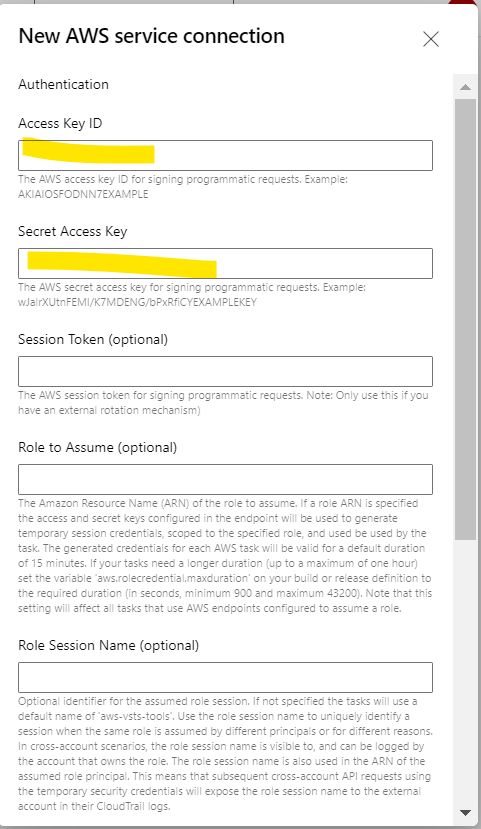 New AWS service connection
Authentication
Access Key ID
The AWS access key ID for signing programmatic requests. Example:
AKIAIOSFODNN7EXAMPLE
Secret Access Key
The AWS secret access key for signing programmatic requests. Example:
wJalrXUtnFEMI/K7MDENG/bPxRfiCYEXAMPLEKEY
Session Token (optional)
The AWS session token for signing programmatic requests. Note: Only use this if you
have an external rotation mechanism)
Role to Assume (optional)
The Amazon Resource Name (ARN) of the role to assume. If a role ARN is specified
the access and secret keys configured in the endpoint will be used to generate
temporary session credentials, scoped to the specified role, and used be used by the
task. The generated credentials for each AWS task will be valid for a default duration
of 15 minutes. If your tasks need a longer duration (up to a maximum of one hour)
set the variable 'aws.rolecredential.maxduration' on your build or release definition to
the required duration (in seconds, minimum 900 and maximum 43200). Note that this
setting will affect all tasks that use AWS endpoints configured to assume a role.
Role Session Name (optional)
Optional identifier for the assumed role session. If not specified the tasks will use a
default name of 'aws-vsts-tools'. Use the role session name to uniquely identify a
session when the same role is assumed by different principals or for different reasons.
In cross-account scenarios, the role session name is visible to, and can be logged by
the account that owns the role. The role session name is also used in the ARN of the
assumed role principal. This means that subsequent cross-account API requests using
the temporary security credentials will expose the role session name to the external
account in their CloudTrail logs.